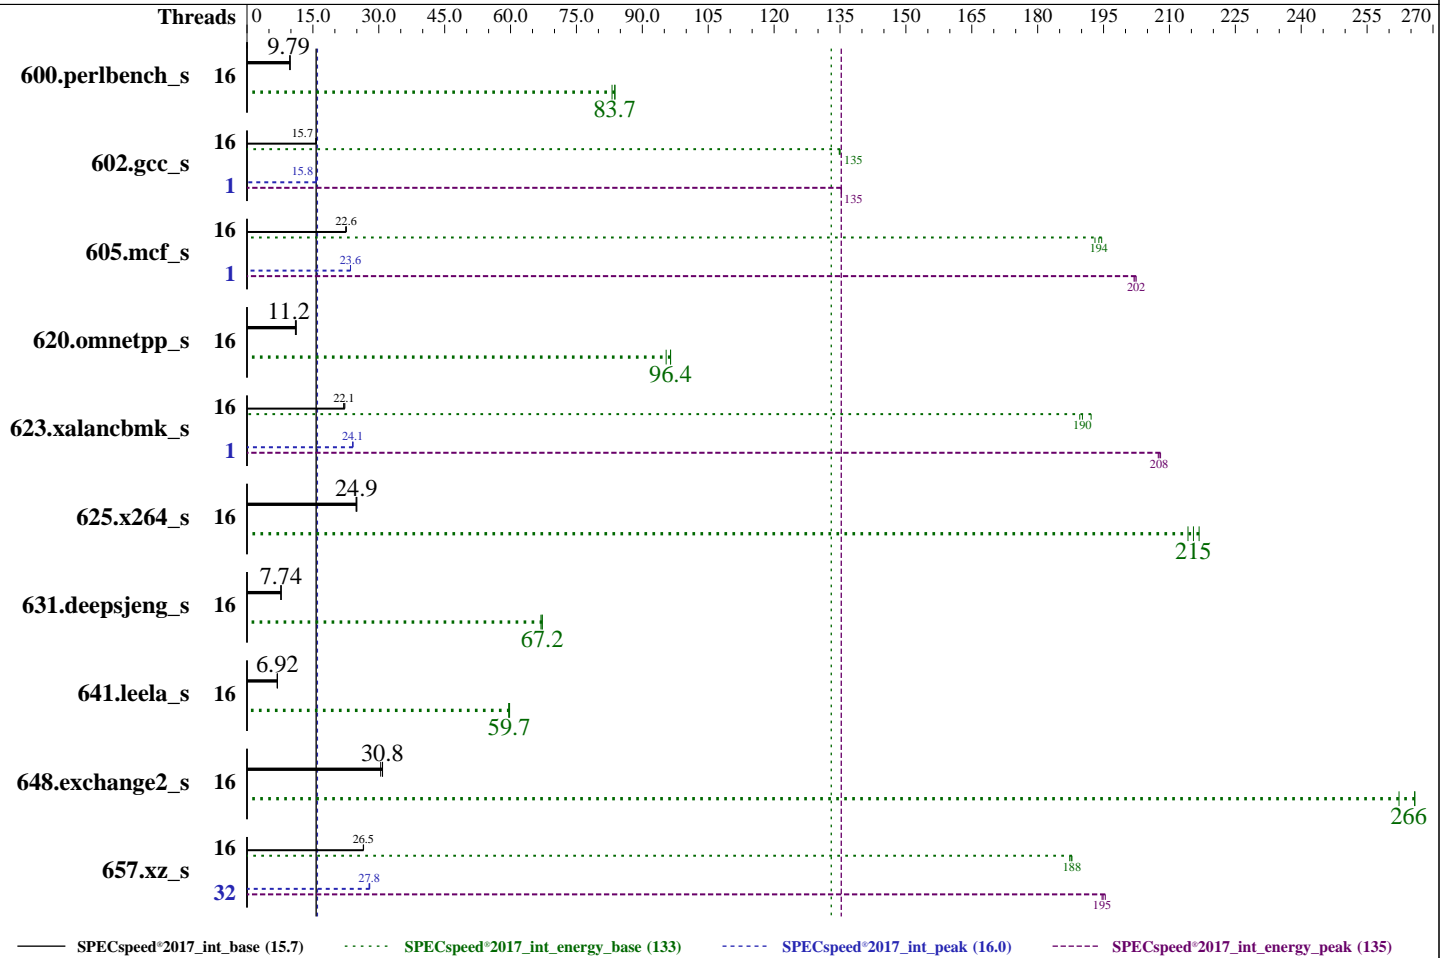 Threads 0 15.0 30.0 45.0 60.0 75.0 90.0 105 120 135 150 165 180 195 210 225 240 255 270
9.79
600.perlbench_s 16
83.7
16 15.7
135
602.gcc_s
15.8
1
135
16 22.6
194
605.mcf_s
1 23.6
202
11.2
620.omnetpp_s 16
96.4
16 22.1
190
623.xalancbmk_s
1 24.1
208
24.9
625.x264_s 16
215
7.74
631.deepsjeng_s 16
67.2
6.92
641.leela_s 16
59.7
30.8
648.exchange2_s 16
266
16 26.5
188
657.xz_s
32 27.8
195
SPECspeed®2017_int_base (15.7) SPECspeed®2017_int_energy_base (133) SPECspeed®2017_int_peak (16.0) SPECspeed®2017_int_energy_peak (135)